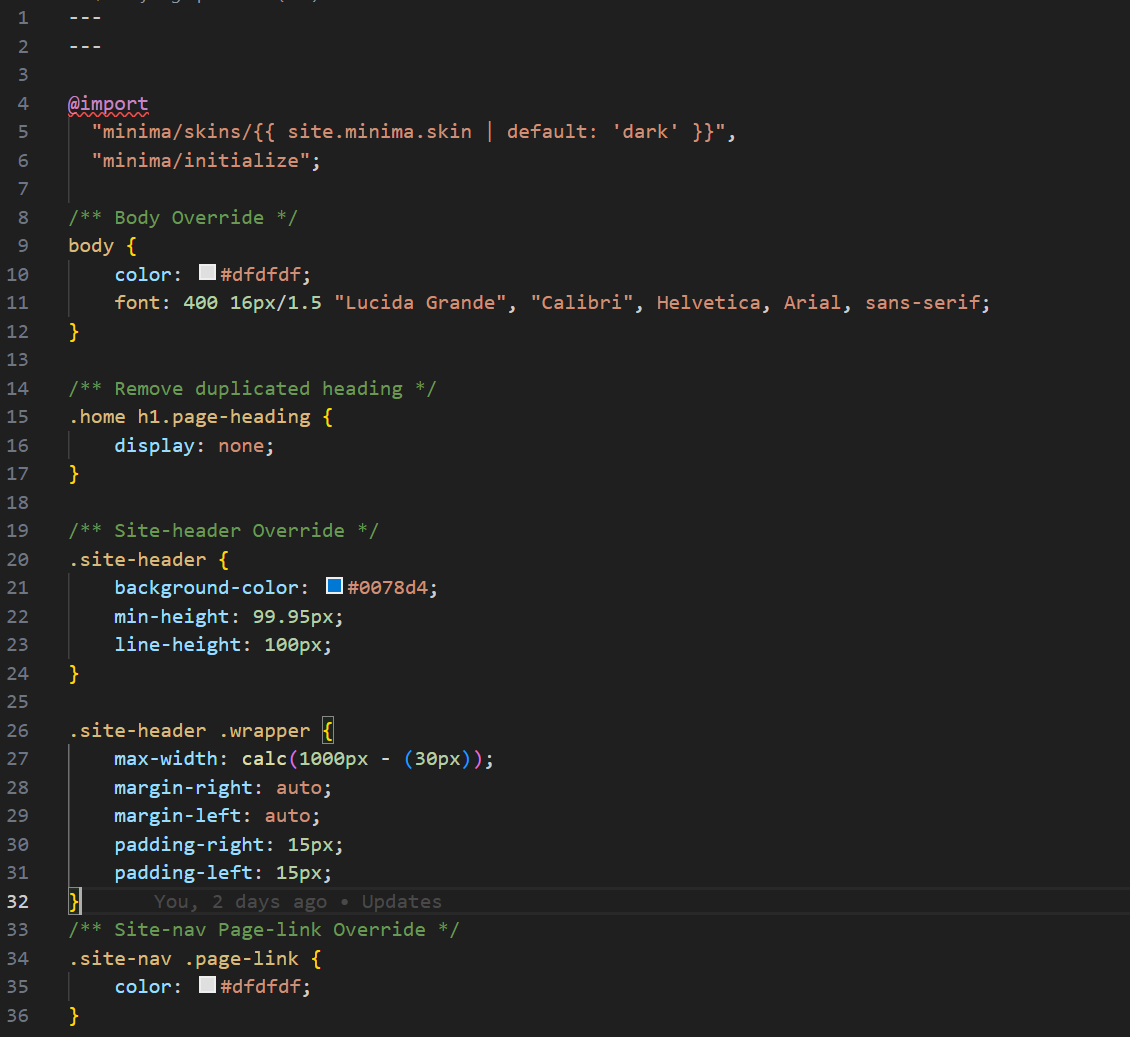 1 ---
2 ---
3
4 @import
5   "minima/skins/{{ site.minima.skin | default: 'dark' }}",
6   "minima/initialize";
7
8 /** Body Override */
9 body {
10     color: #dfdfdf;
11     font: 400 16px/1.5 "Lucida Grande", "Calibri", Helvetica, Arial, sans-serif;
12 }
13
14 /** Remove duplicated heading */
15 .home h1.page-heading {
16     display: none;
17 }
18
19 /** Site-header Override */
20 .site-header {
21     background-color: #0078d4;
22     min-height: 99.95px;
23     line-height: 100px;
24 }
25
26 .site-header .wrapper {
27     max-width: calc(1000px - (30px));
28     margin-right: auto;
29     margin-left: auto;
30     padding-right: 15px;
31     padding-left: 15px;
32 }      You, 2 days ago • Updates
33 /** Site-nav Page-link Override */
34 .site-nav .page-link {
35     color: #dfdfdf;
36 }